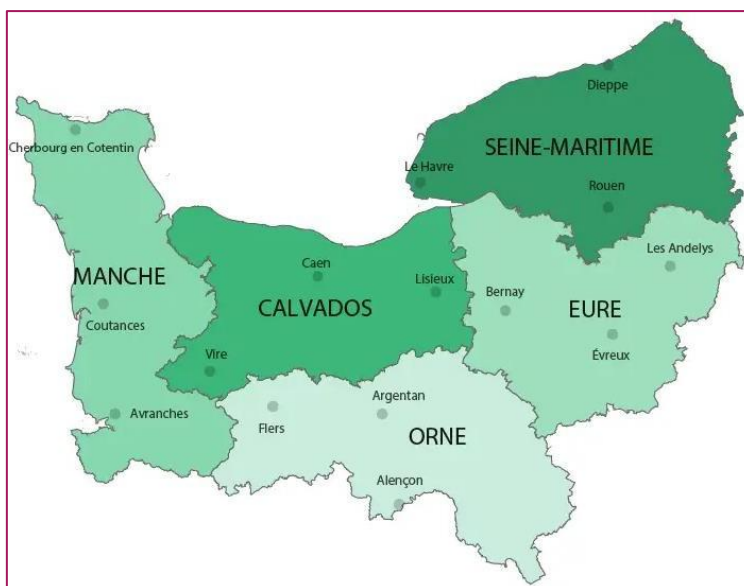 Dieppe
Cherbourg en Cotentin
SEINE-MARITIME
Le Havre
Rouen
Les Andelys
Caen
MANCHE
Lisieux
Bernay
CALVADOS
EURE
Coutances
Évreux
Vire
Argentan
Avranches
Flers
ORNE
Alençon